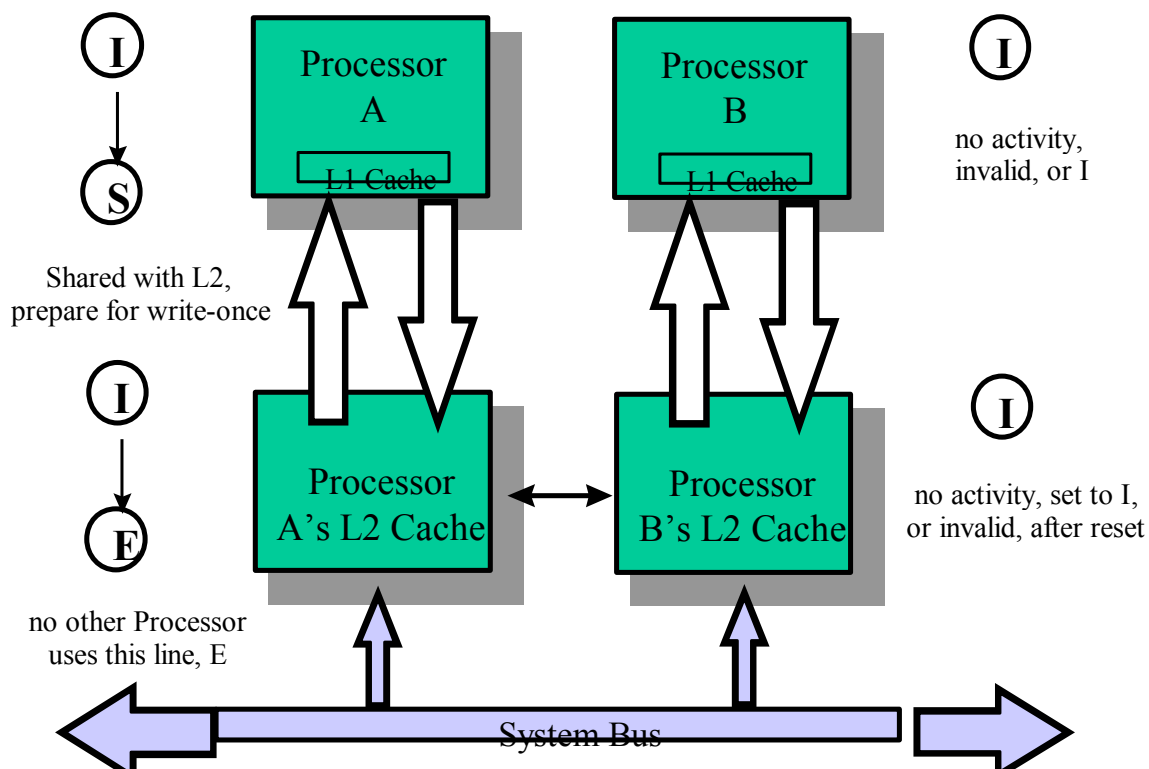 I
Processor
A
L1 Cache
Processor
B
L1 Cache
I
no activity,
invalid, or I
S
Shared with L2,
prepare for write-once
I
Processor
A's L2 Cache
Processor
B's L2 Cache
I
no activity, set to I,
or invalid, after reset
E
no other Processor
uses this line, E
System Bus